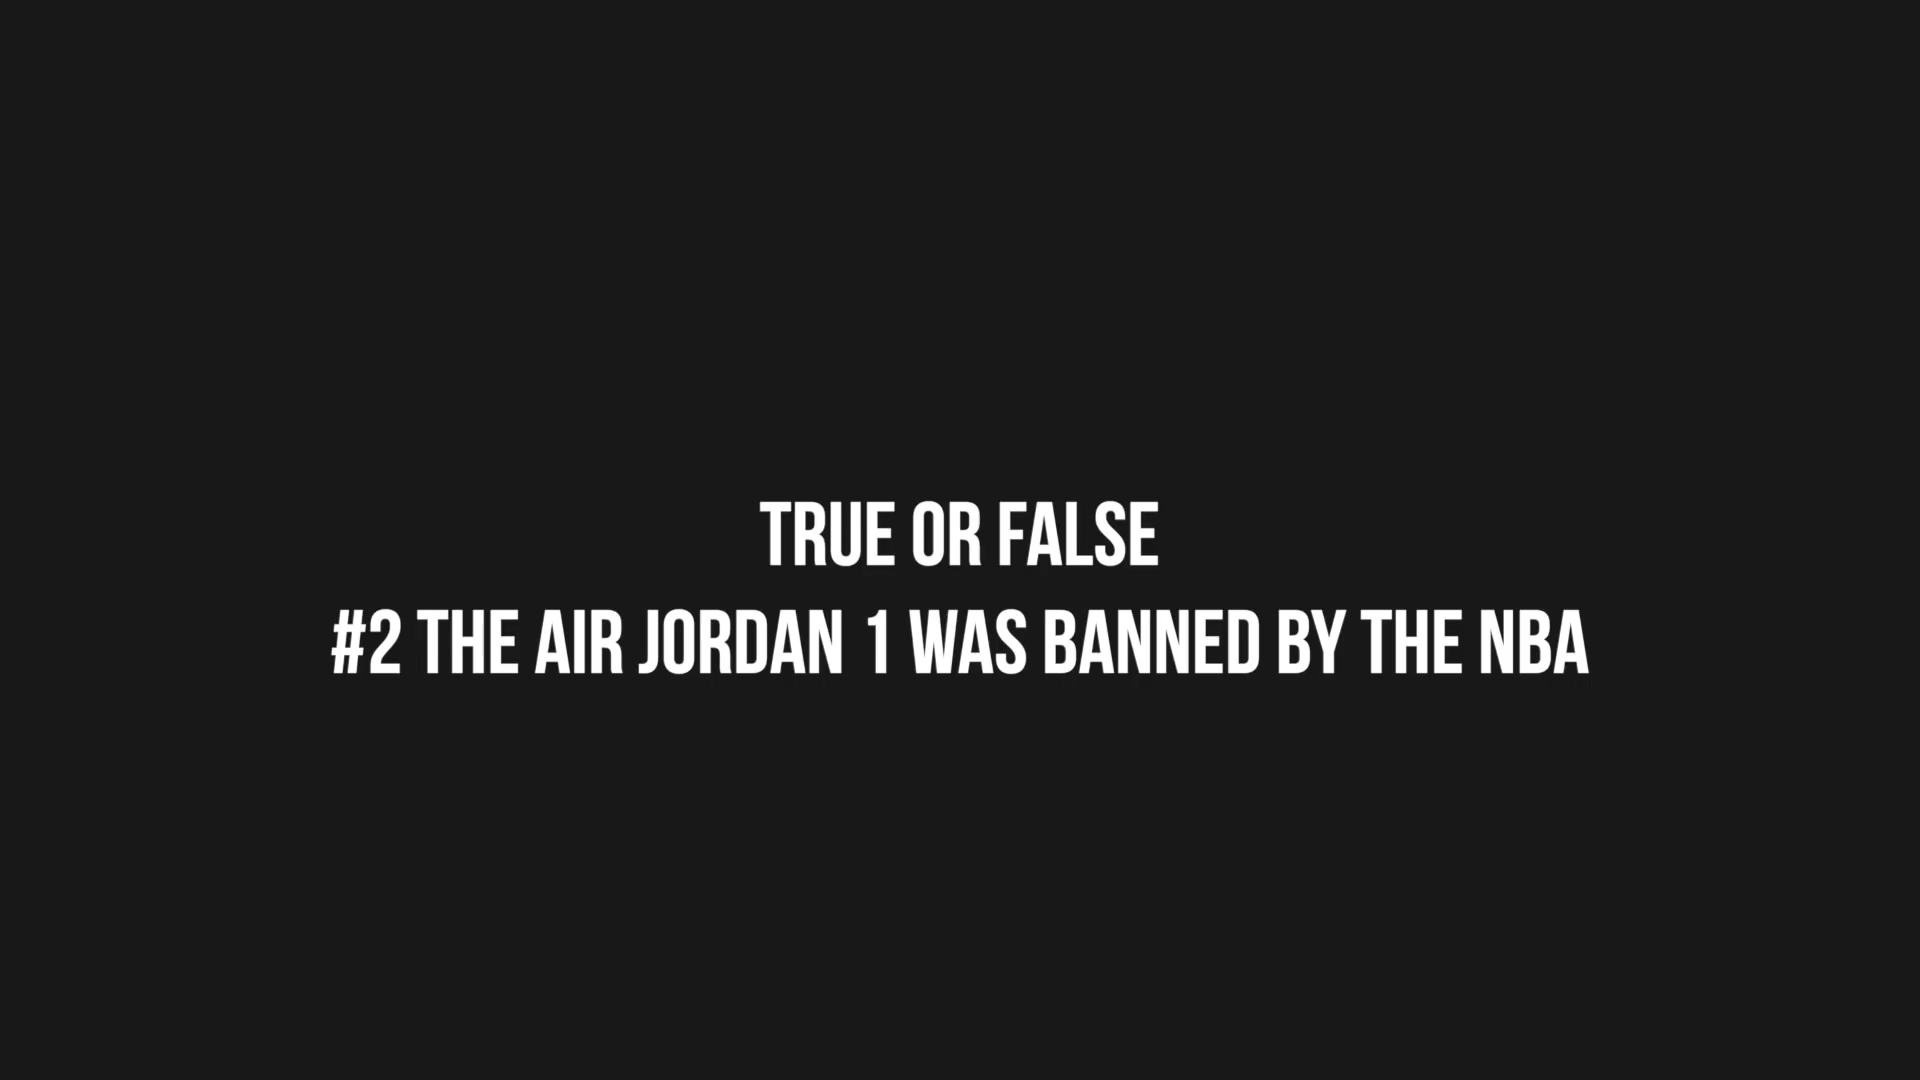 TRUE OR FALSE
#2 THE AIR JORDAN 1 WAS BANNED BY THE NBA